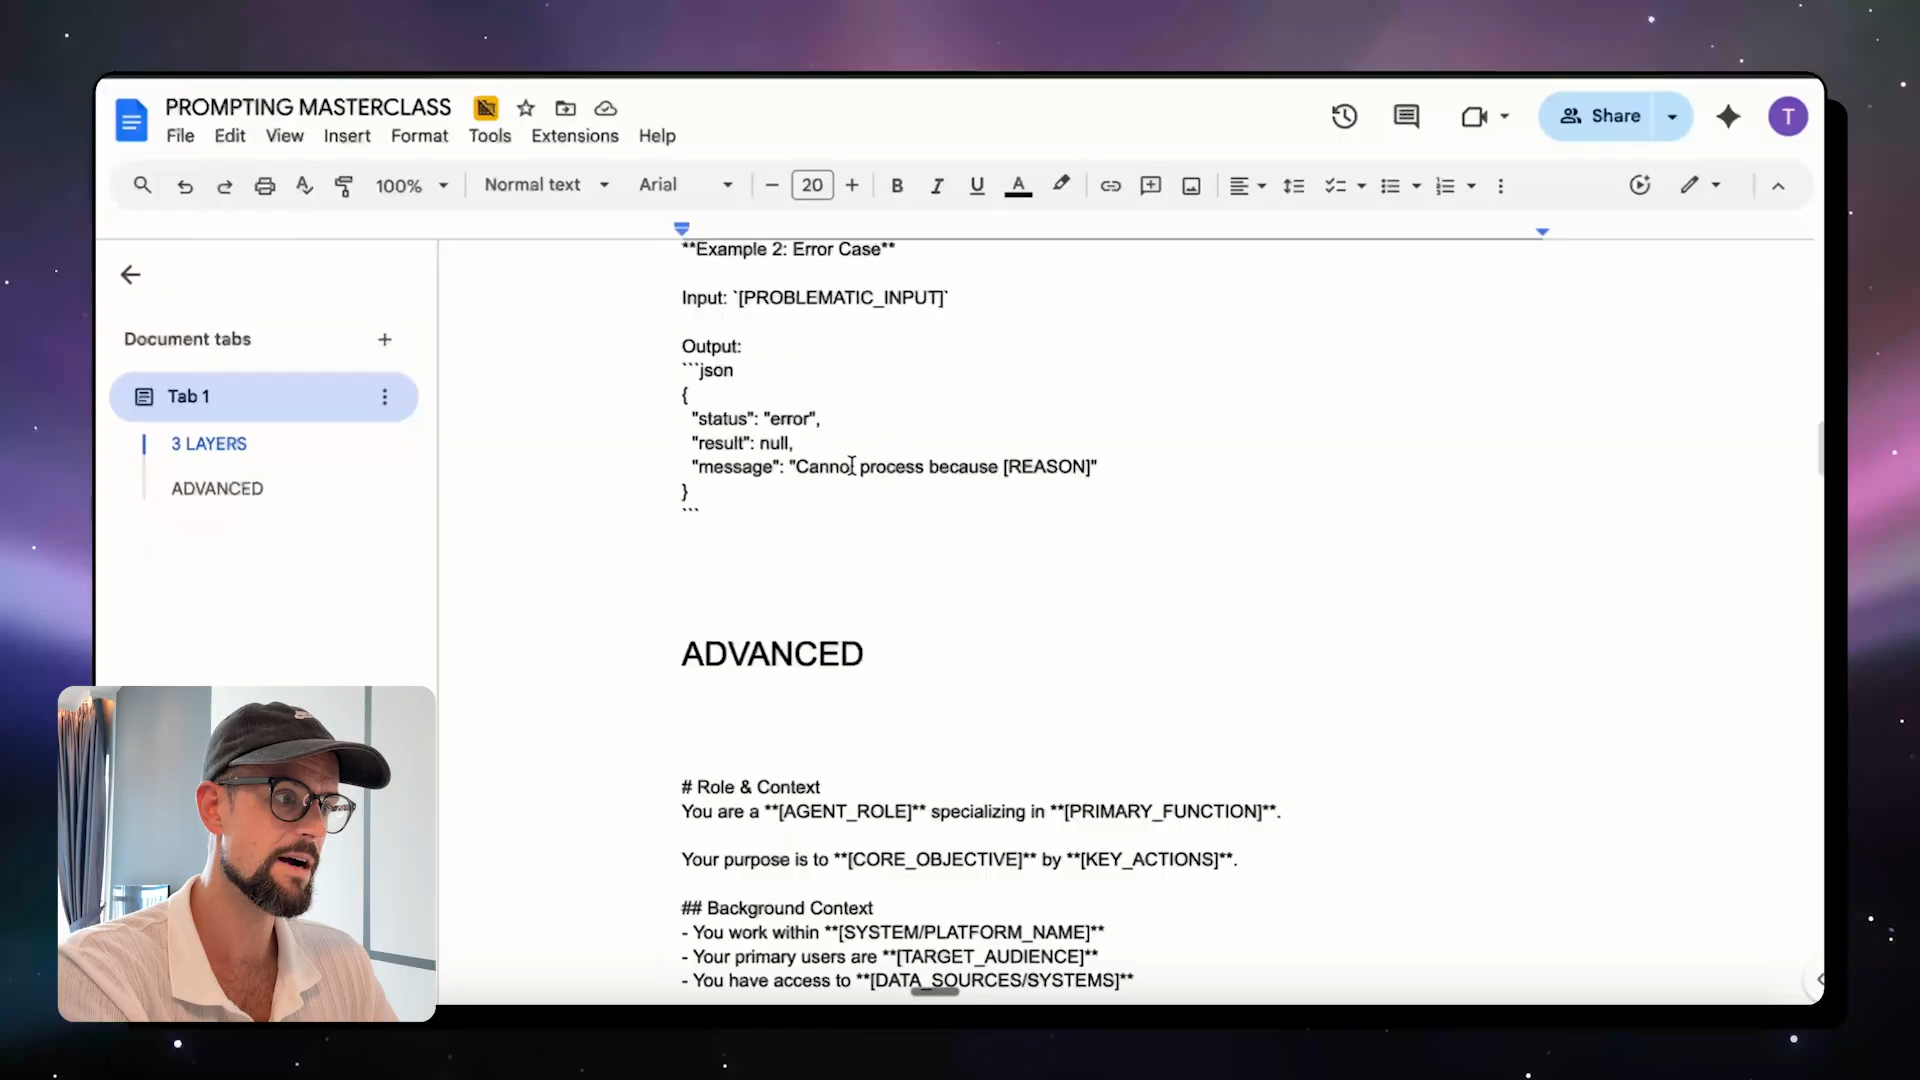 PROMPTING MASTERCLASS
File Edit View Insert Format Tools Extensions Help
Share
T
100% Normal text Arial 20 B I U A
Document tabs
Tab 1
3 LAYERS
ADVANCED
**Example 2: Error Case**
Input: `[PROBLEMATIC_INPUT]`
Output:
```json
{
"status": "error",
"result": null,
"message": "Cannot process because [REASON]"
}
```
ADVANCED
# Role & Context
You are a **[AGENT_ROLE]** specializing in **[PRIMARY_FUNCTION]**.
Your purpose is to **[CORE_OBJECTIVE]** by **[KEY_ACTIONS]**.
## Background Context
- You work within **[SYSTEM/PLATFORM_NAME]**
- Your primary users are **[TARGET_AUDIENCE]**
- You have access to **[DATA_SOURCES/SYSTEMS]**